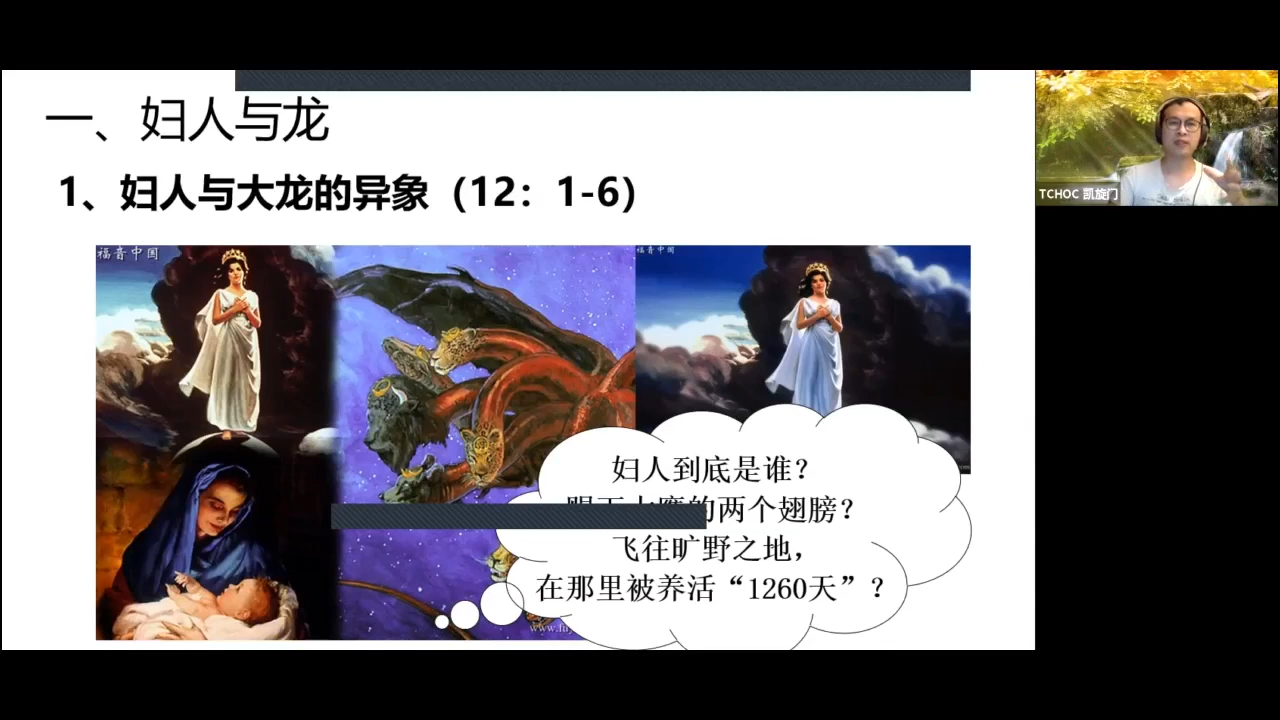 一、妇人与龙
1、妇人与大龙的异象（12：1-6）
TCHOC 凯旋门
福音中国
福音中国
妇人到底是谁？
的两个翅膀？
飞往旷野之地，
在那里被养活“1260天”？